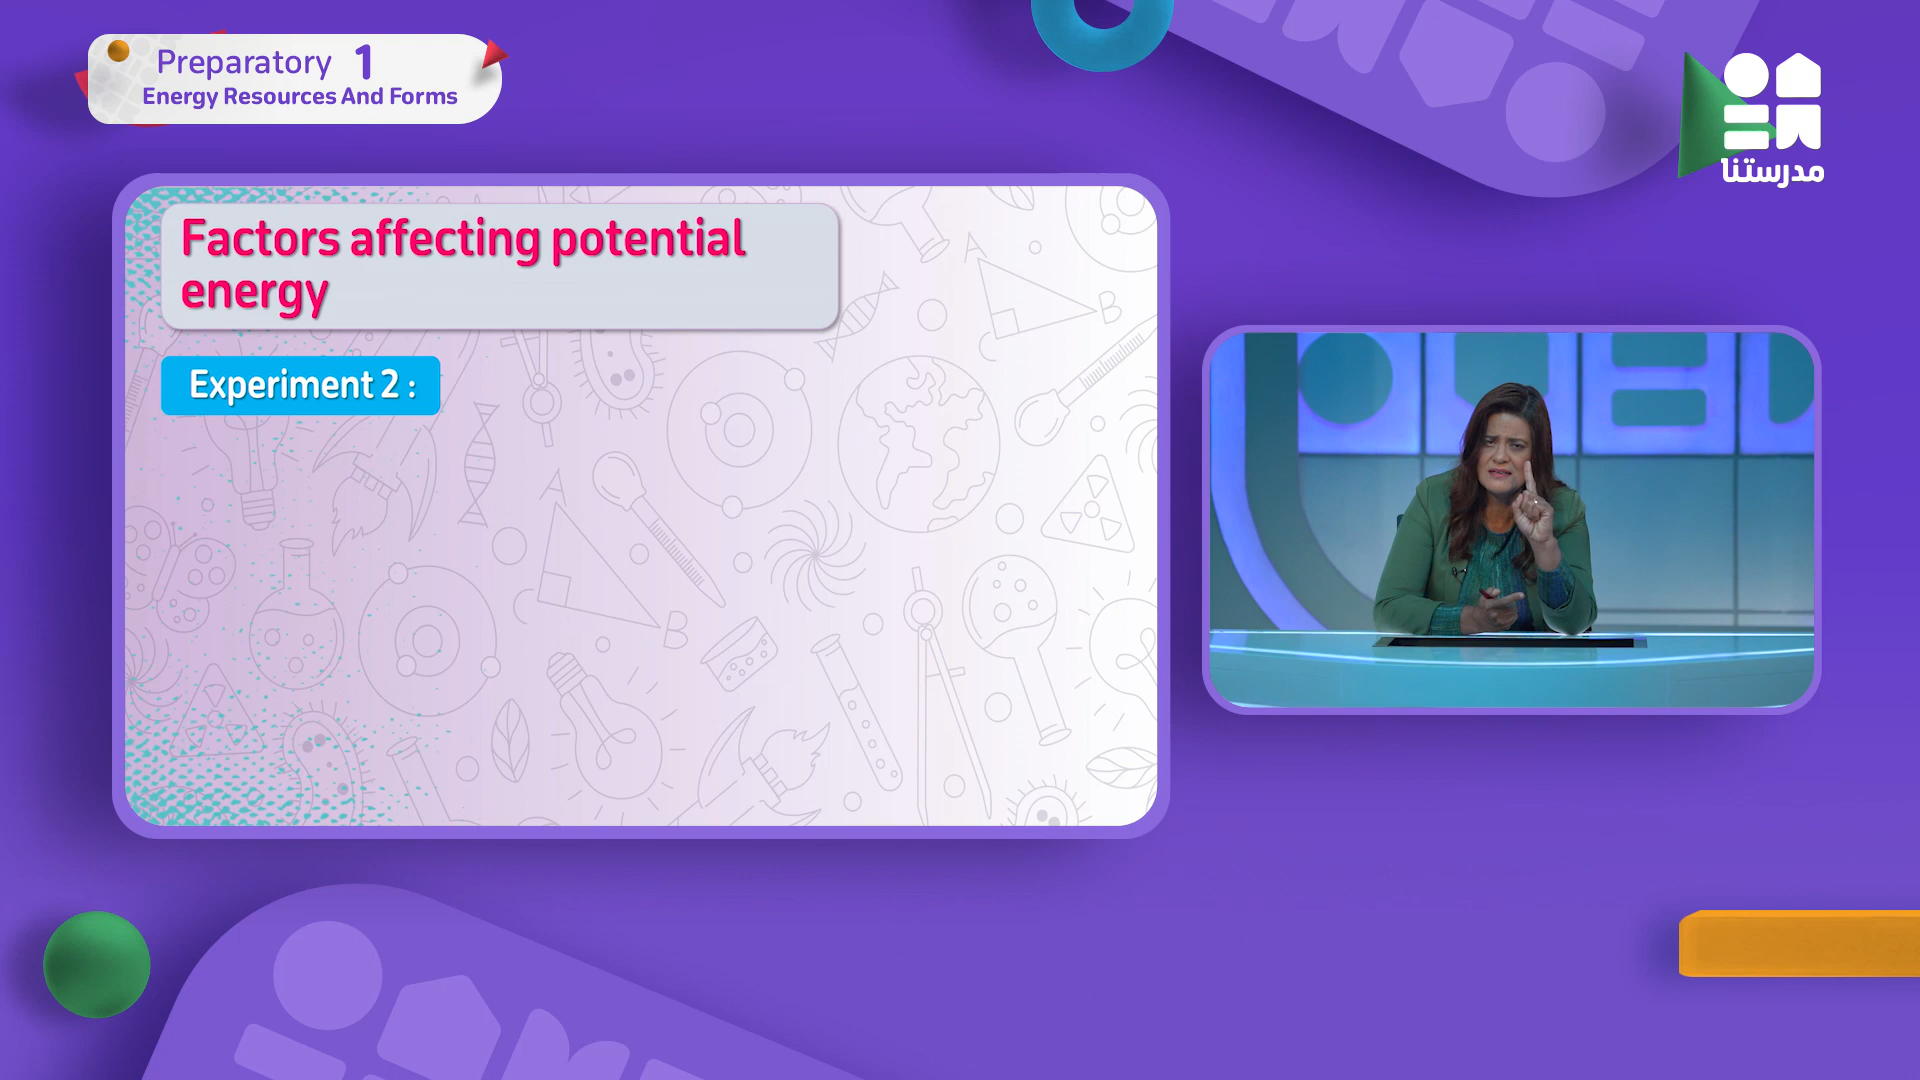 Preparatory 1
Energy Resources And Forms
مدرستنا
Factors affecting potential
energy
Experiment 2 :
A
B
A
B